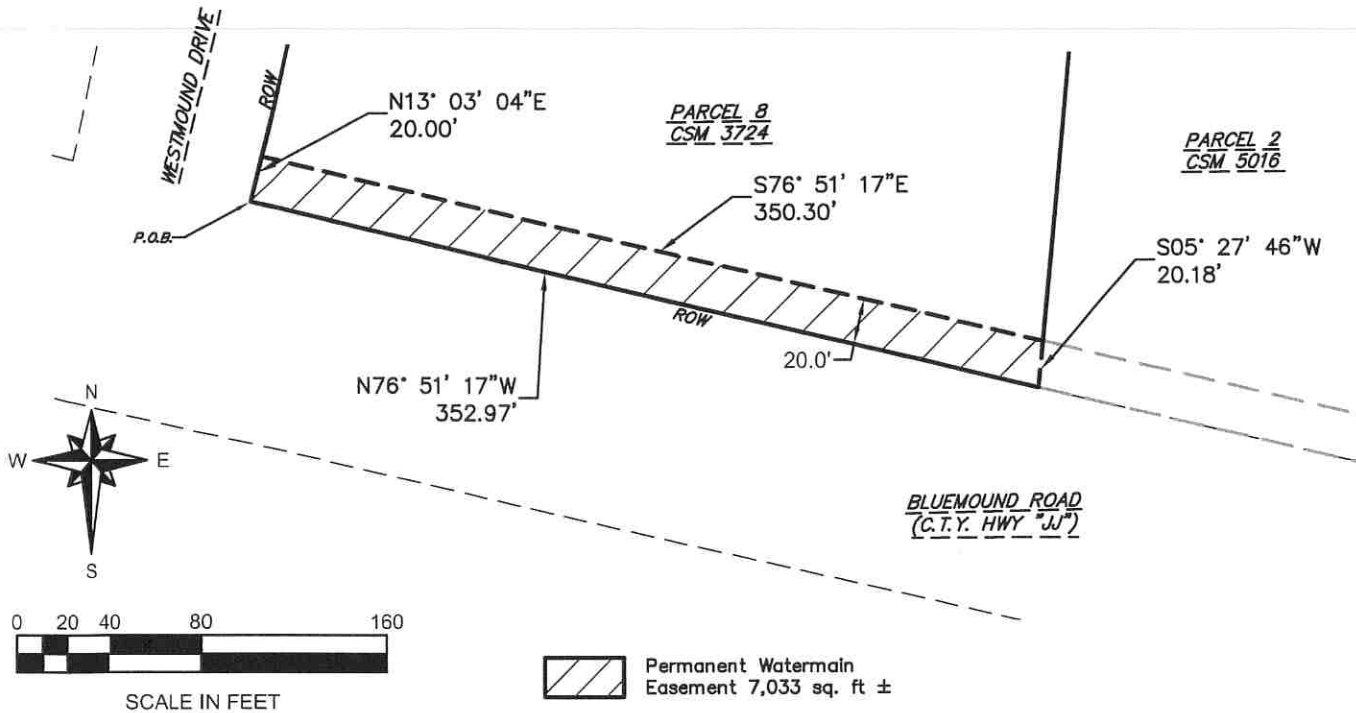 WESTMOUND DRIVE
ROW
N13° 03' 04"E
20.00'
PARCEL 8
CSM 3724
PARCEL 2
CSM 5016
S76° 51' 17"E
350.30'
P.O.B.
S05° 27' 46"W
20.18'
ROW
20.0'
N76° 51' 17"W
352.97'
N
W
E
S
BLUEMOUND ROAD
(C.T.Y. HWY "JJ")
0 20 40 80 160
SCALE IN FEET
Permanent Watermain
Easement 7,033 sq. ft ±